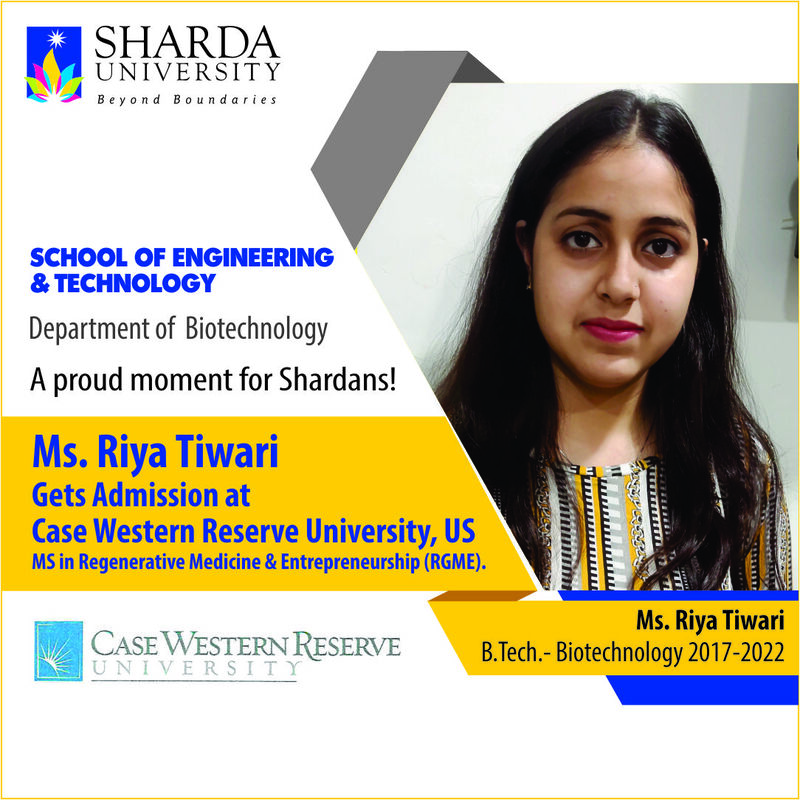 SHARDA
UNIVERSITY
Beyond Boundaries
SCHOOL OF ENGINEERING
& TECHNOLOGY
Department of Biotechnology
A proud moment for Shardans!
Ms. Riya Tiwari
Gets Admission at
Case Western Reserve University, US
MS in Regenerative Medicine & Entrepreneurship (RGME).
CASE WESTERN RESERVE
UNIVERSITY
Ms. Riya Tiwari
B.Tech.- Biotechnology 2017-2022